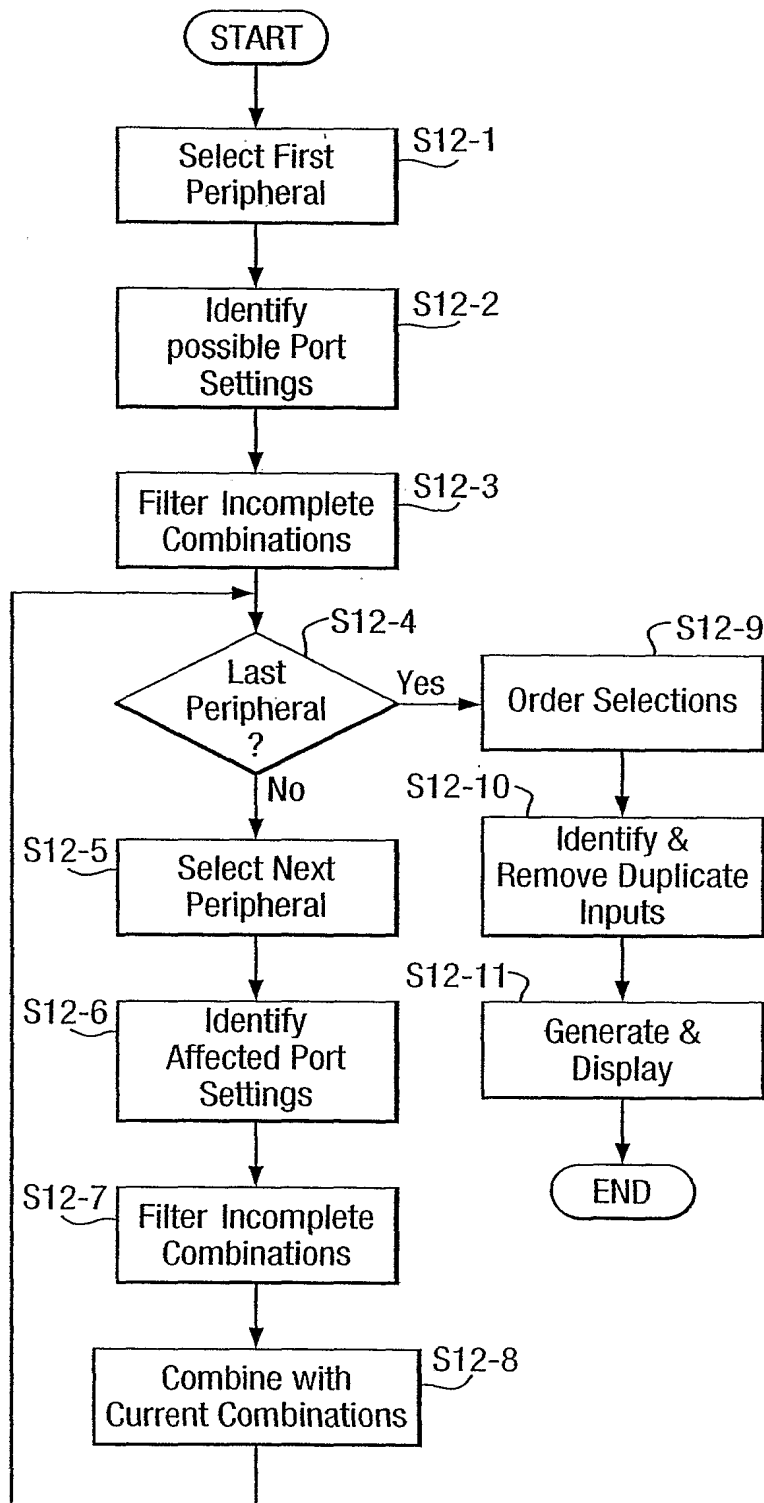 START
S12-1
Select First
Peripheral
S12-2
Identify
possible Port
Settings
S12-3
Filter Incomplete
Combinations
S12-4
Last
Peripheral
?
Yes
No
S12-9
Order Selections
S12-10
Identify &
Remove Duplicate
Inputs
S12-11
Generate &
Display
END
S12-5
Select Next
Peripheral
S12-6
Identify
Affected Port
Settings
S12-7
Filter Incomplete
Combinations
S12-8
Combine with
Current Combinations